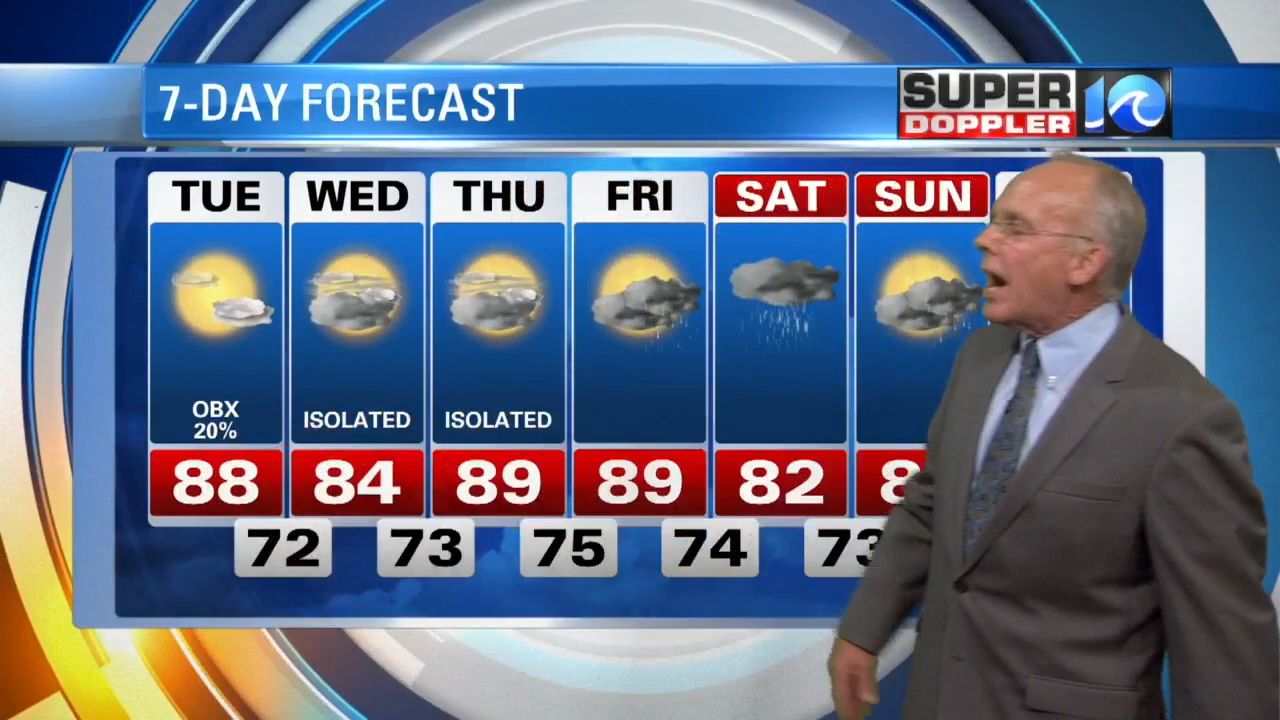 7-DAY FORECAST
SUPER
DOPPLER
10
TUE WED THU FRI SAT SUN
OBX
20%
ISOLATED ISOLATED
88 84 89 89 82
72 73 75 74 73